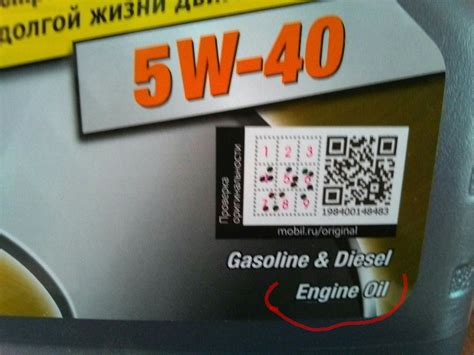 долгой жизни
5W-40
Проверка
оригинальности
1 2 3
4 5 6
7 8 9
198400148483
mobil.ru/original
Gasoline & Diesel
Engine Oil